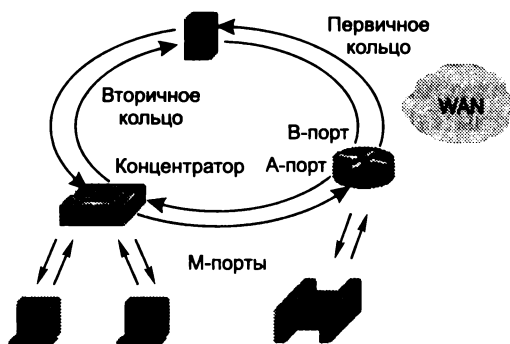 Первичное
кольцо
Вторичное
кольцо
WAN
В-порт
Концентратор
А-порт
М-порты